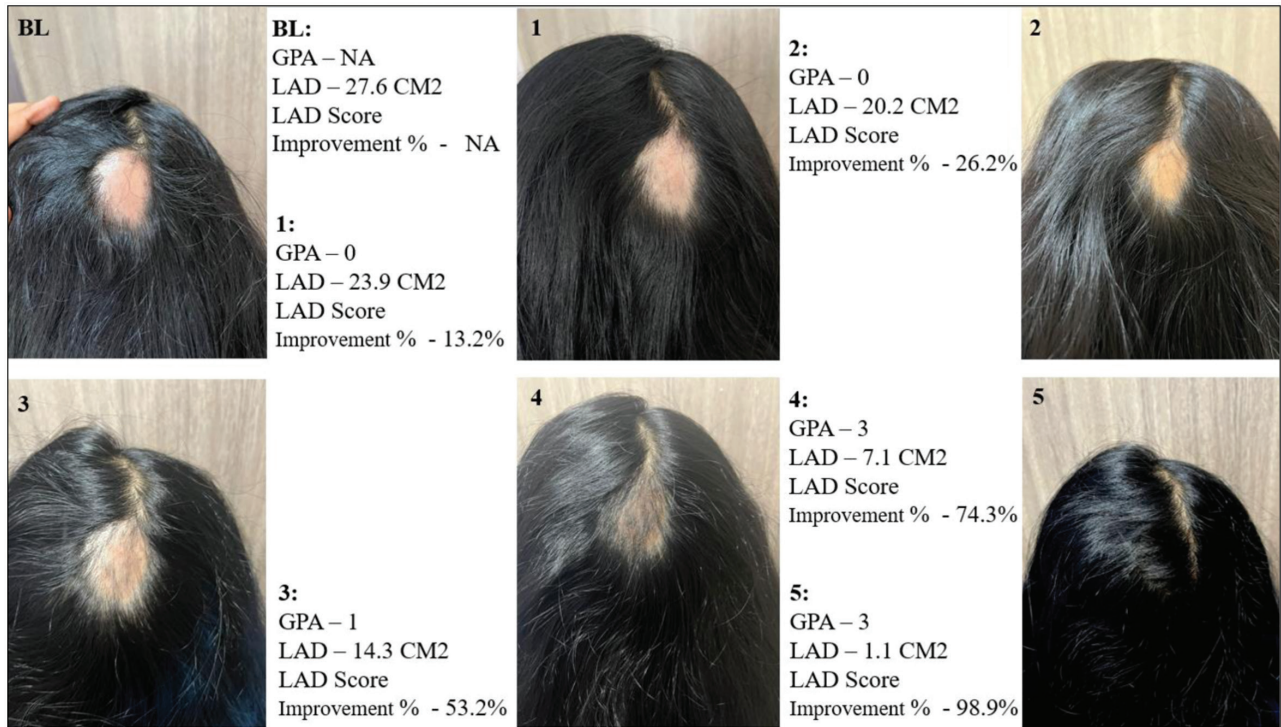 BL
BL:
GPA – NA
LAD – 27.6 CM2
LAD Score
Improvement % - NA
1:
GPA – 0
LAD – 23.9 CM2
LAD Score
Improvement % - 13.2%
1
2:
GPA – 0
LAD – 20.2 CM2
LAD Score
Improvement % - 26.2%
2
3
3:
GPA – 1
LAD – 14.3 CM2
LAD Score
Improvement % - 53.2%
4
4:
GPA – 3
LAD – 7.1 CM2
LAD Score
Improvement % - 74.3%
5:
GPA – 3
LAD – 1.1 CM2
LAD Score
Improvement % - 98.9%
5